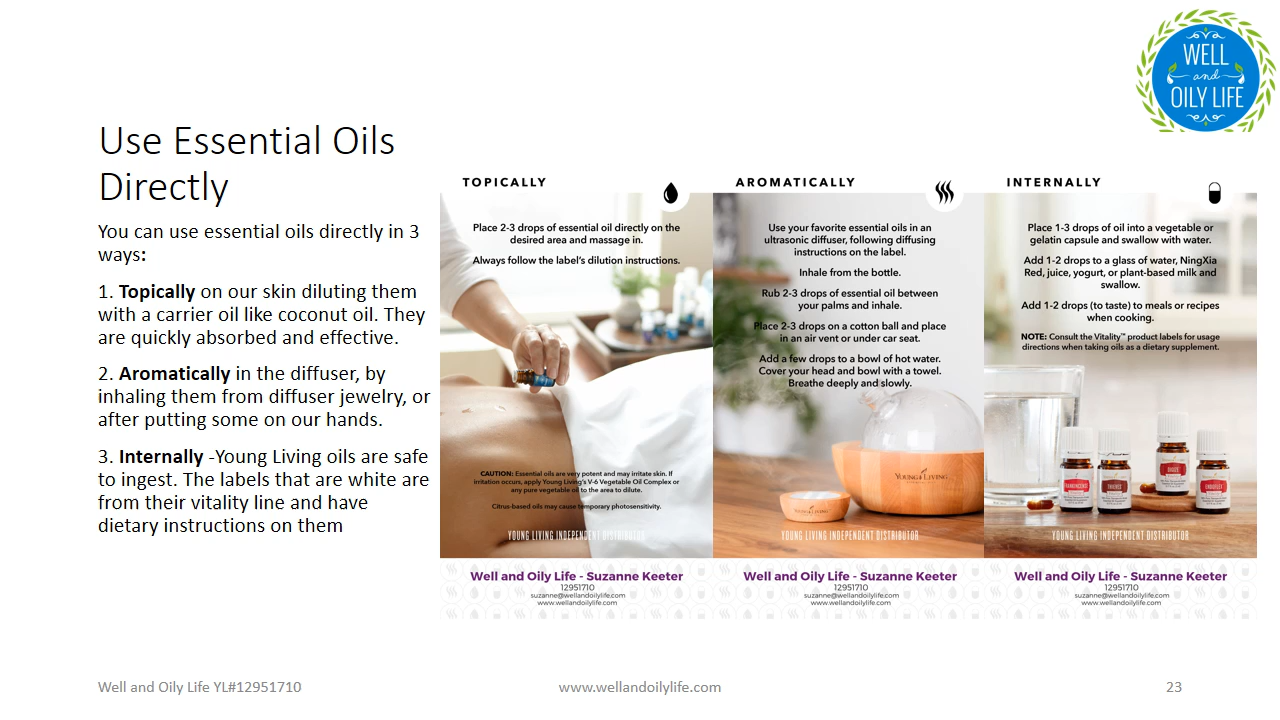 WELL
and
OILY LIFE
Use Essential Oils
Directly
You can use essential oils directly in 3
ways:
1. Topically on our skin diluting them
with a carrier oil like coconut oil. They
are quickly absorbed and effective.
2. Aromatically in the diffuser, by
inhaling them from diffuser jewelry, or
after putting some on our hands.
3. Internally -Young Living oils are safe
to ingest. The labels that are white are
from their vitality line and have
dietary instructions on them
TOPICALLY
Place 2-3 drops of essential oil directly on the
desired area and massage in.
Always follow the label's dilution instructions.
CAUTION: Essential oils are very potent and may irritate skin. If
irritation occurs, apply Young Living's V-6 Vegetable Oil Complex or
any pure vegetable oil to the area to dilute.
Citrus-based oils may cause temporary photosensitivity.
YOUNG LIVING INDEPENDENT DISTRIBUTOR
Well and Oily Life - Suzanne Keeter
12951710
suzanne@wellandoilylife.com
www.wellandoilylife.com
AROMATICALLY
Use your favorite essential oils in an
ultrasonic diffuser, following diffusing
instructions on the label.
Inhale from the bottle.
Rub 2-3 drops of essential oil between
your palms and inhale.
Place 2-3 drops on a cotton ball and place
in an air vent or under car seat.
Add a few drops to a bowl of hot water.
Cover your head and bowl with a towel.
Breathe deeply and slowly.
YOUNG LIVING
YOUNG LIVING
YOUNG LIVING INDEPENDENT DISTRIBUTOR
Well and Oily Life - Suzanne Keeter
12951710
suzanne@wellandoilylife.com
www.wellandoilylife.com
INTERNALLY
Place 1-3 drops of oil into a vegetable or
gelatin capsule and swallow with water.
Add 1-2 drops to a glass of water, NingXia
Red, juice, yogurt, or plant-based milk and
swallow.
Add 1-2 drops (to taste) to meals or recipes
when cooking.
NOTE: Consult the Vitality™ product labels for usage
directions when taking oils as a dietary supplement.
FRANKINCENSE
THIEVES
DIGIZE
ENDOFLEX
YOUNG LIVING INDEPENDENT DISTRIBUTOR
Well and Oily Life - Suzanne Keeter
12951710
suzanne@wellandoilylife.com
www.wellandoilylife.com
Well and Oily Life YL#12951710
www.wellandoilylife.com
23